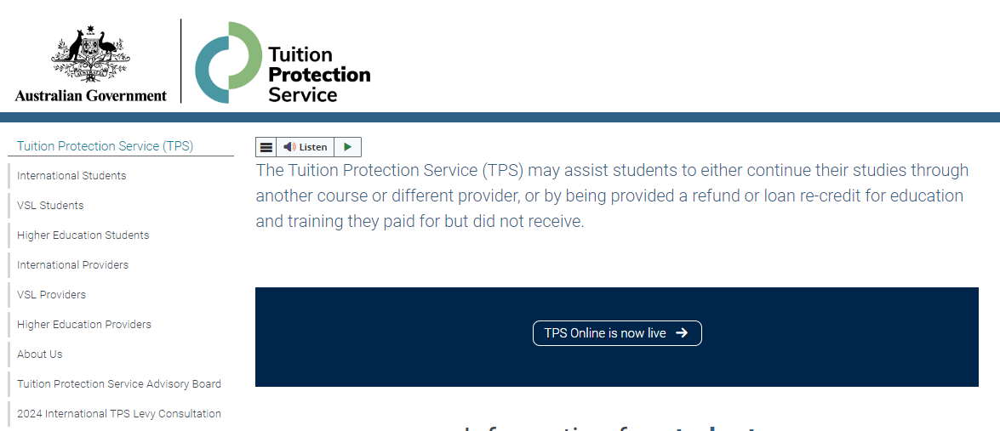 Australian Government
Tuition
Protection
Service
Tuition Protection Service (TPS)
International Students
VSL Students
Higher Education Students
International Providers
VSL Providers
Higher Education Providers
About Us
Tuition Protection Service Advisory Board
2024 International TPS Levy Consultation
Listen
The Tuition Protection Service (TPS) may assist students to either continue their studies through
another course or different provider, or by being provided a refund or loan re-credit for education
and training they paid for but did not receive.
TPS Online is now live